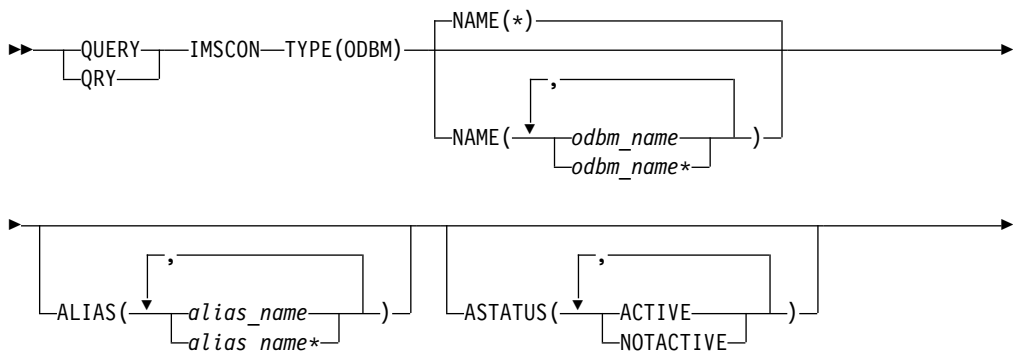 NAME(*)
QUERY IMSCON TYPE(ODBM)
QRY
,
NAME( odbm_name )
odbm_name*
, ,
ALIAS( alias_name ) ASTATUS( ACTIVE )
alias_name* NOTACTIVE